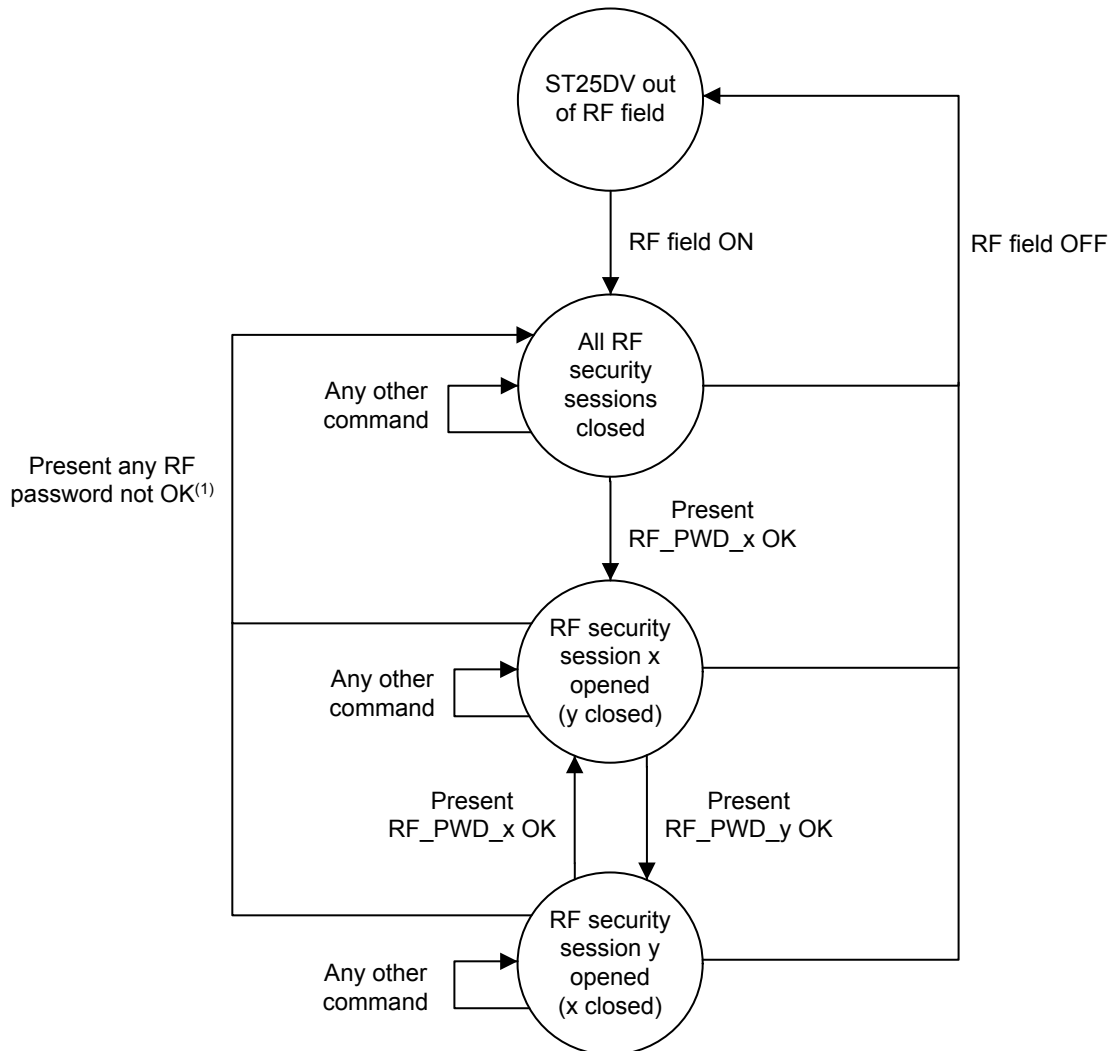 ST25DV out
of RF field
RF field ON
RF field OFF
All RF
security
sessions
closed
Any other
command
Present any RF
password not OK(1)
Present
RF_PWD_x OK
RF security
session x
opened
(y closed)
Any other
command
Present
RF_PWD_x OK
Present
RF_PWD_y OK
RF security
session y
opened
(x closed)
Any other
command